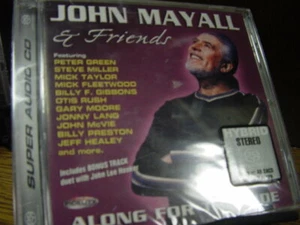 JOHN MAYALL
& Friends
Featuring
PETER GREEN
STEVE MILLER
MICK TAYLOR
MICK FLEETWOOD
BILLY F. GIBBONS
OTIS RUSH
GARY MOORE
JONNY LANG
JOHN McVIE
BILLY PRESTON
JEFF HEALEY
and more.
Includes BONUS TRACK
duet with John Lee Hooker
HYBRID
STEREO
ALONG FOR
SUPER AUDIO CD